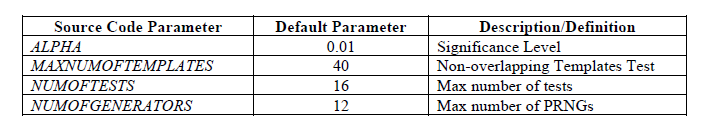 Source Code Parameter Default Parameter Description/Definition
ALPHA 0.01 Significance Level
MAXNUMOFTEMPLATES 40 Non-overlapping Templates Test
NUMOFTESTS 16 Max number of tests
NUMOFGENERATORS 12 Max number of PRNGs